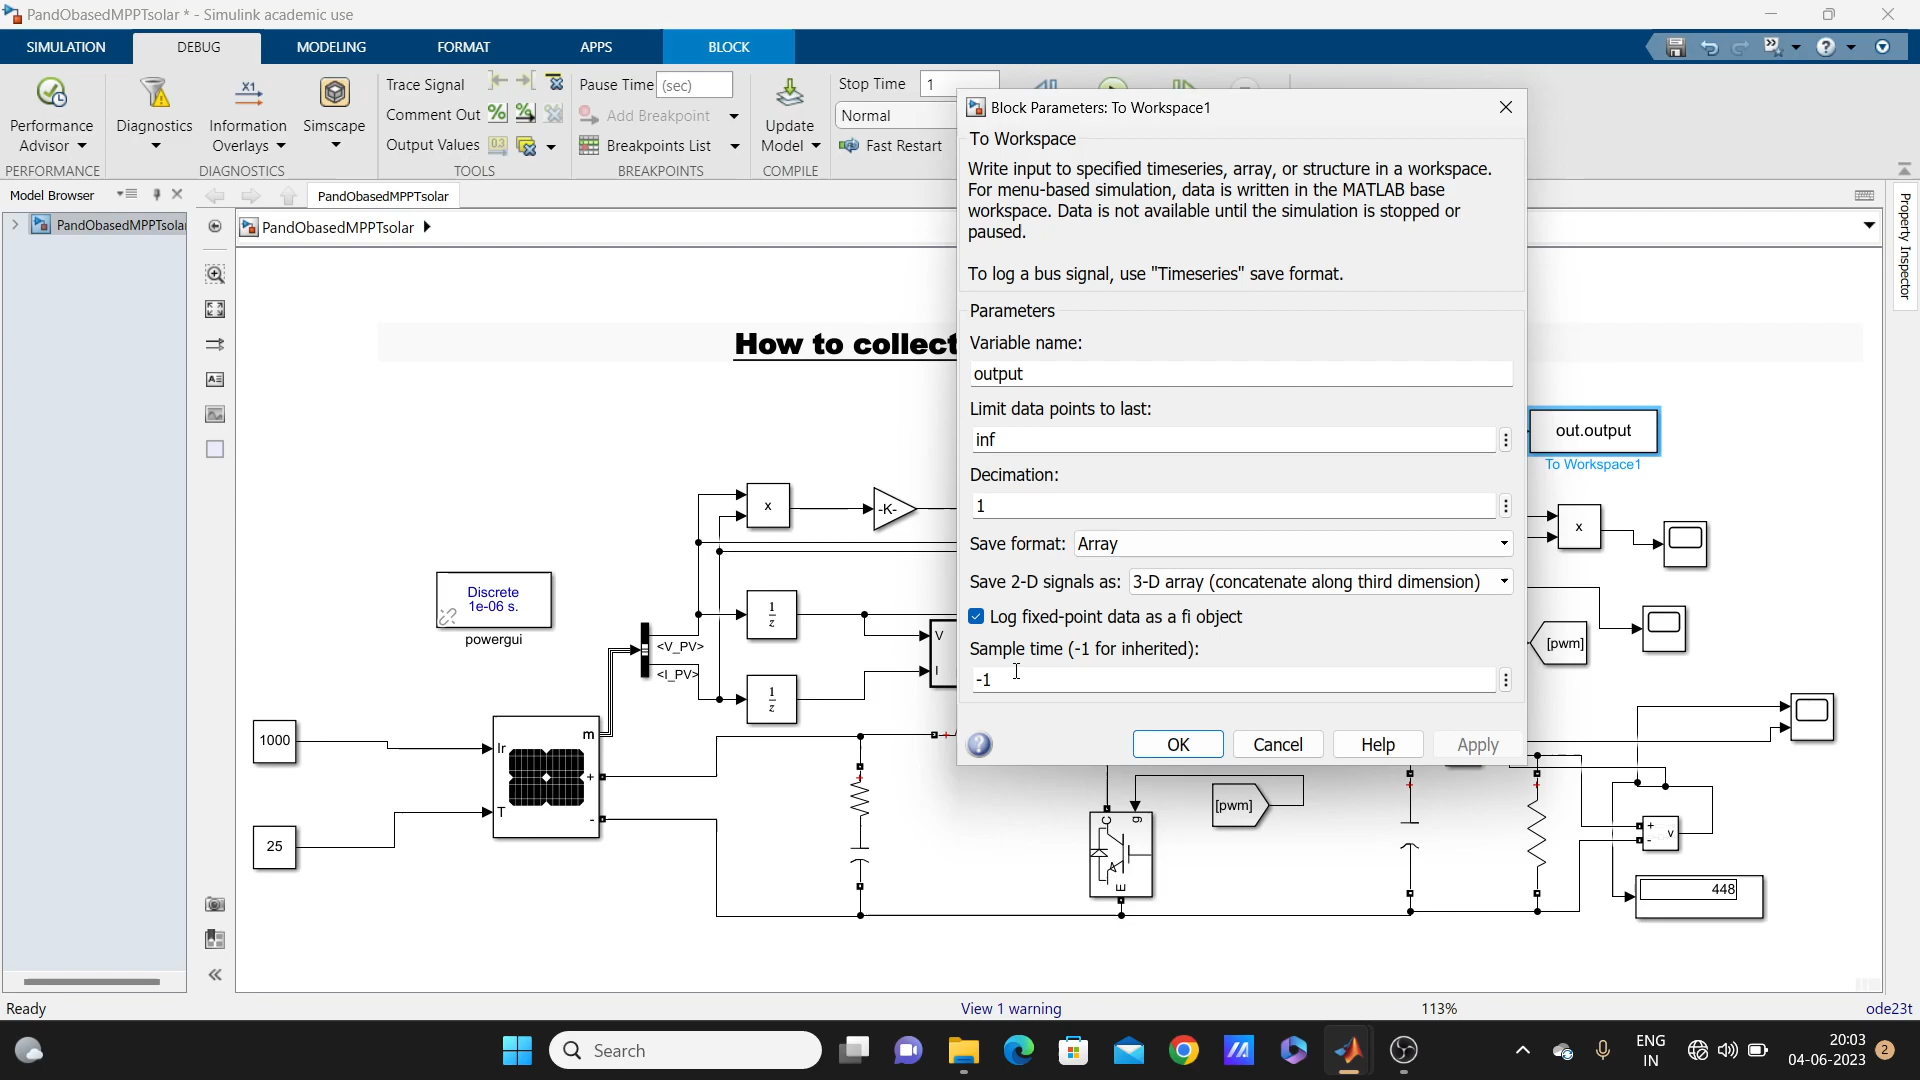 PandObasedMPPTsolar * - Simulink academic use
SIMULATION DEBUG MODELING FORMAT APPS BLOCK
Performance Advisor
Diagnostics
Information Overlays
Simscape
Trace Signal
Comment Out
Output Values
Pause Time (sec)
Add Breakpoint
Breakpoints List
Update Model
Stop Time 1
Normal
Fast Restart
PERFORMANCE DIAGNOSTICS TOOLS BREAKPOINTS COMPILE
Model Browser
PandObasedMPPTsolar
PandObasedMPPTsolar
PandObasedMPPTsolar
Property Inspector
Block Parameters: To Workspace1
To Workspace
Write input to specified timeseries, array, or structure in a workspace.
For menu-based simulation, data is written in the MATLAB base
workspace. Data is not available until the simulation is stopped or
paused.
To log a bus signal, use "Timeseries" save format.
Parameters
Variable name:
output
Limit data points to last:
inf
Decimation:
1
Save format: Array
Save 2-D signals as: 3-D array (concatenate along third dimension)
Log fixed-point data as a fi object
Sample time (-1 for inherited):
-1
OK Cancel Help Apply
How to collect
out.output
To Workspace1
x
-K-
x
Discrete
1e-06 s.
powergui
1
z
V
<V_PV>
<I_PV>
I
1
z
[pwm]
1000
Ir
m
+
T
-
25
[pwm]
C
g
E
+
-
v
448
Ready
View 1 warning
113%
ode23t
Search
ENG
IN
20:03
04-06-2023
2